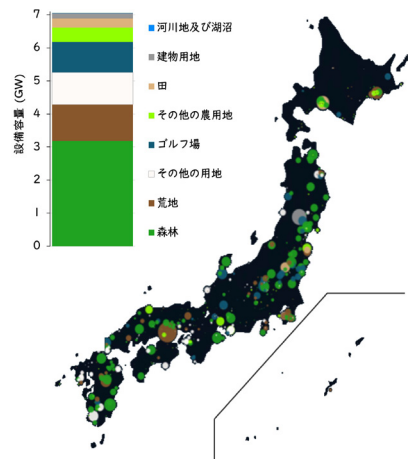 7
6
5
4
3
2
1
0
設備容量 (GW)
河川地及び湖沼
建物用地
田
その他の農用地
ゴルフ場
その他の用地
荒地
森林